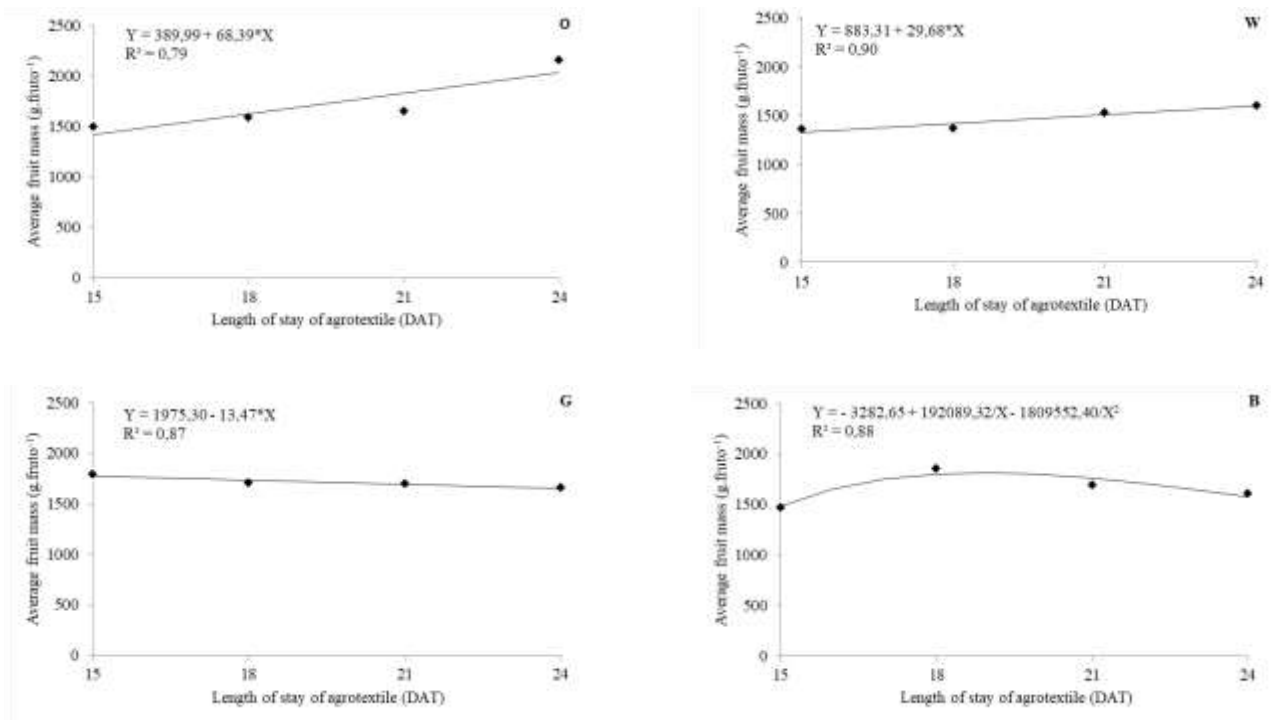 O
Y = 389,99 + 68,39*X
R² = 0,79
Average fruit mass (g.fruto⁻¹)
2500
2000
1500
1000
500
0
15 18 21 24
Length of stay of agrotextile (DAT)
W
Y = 883,31 + 29,68*X
R² = 0,90
Average fruit mass (g.fruto⁻¹)
2500
2000
1500
1000
500
0
15 18 21 24
Length of stay of agrotextile (DAT)
G
Y = 1975,30 - 13,47*X
R² = 0,87
Average fruit mass (g.fruto⁻¹)
2500
2000
1500
1000
500
0
15 18 21 24
Length of stay of agrotextile (DAT)
B
Y = - 3282,65 + 192089,32/X - 1809552,40/X²
R² = 0,88
Average fruit mass (g.fruto⁻¹)
2500
2000
1500
1000
500
0
15 18 21 24
Length of stay of agrotextile (DAT)